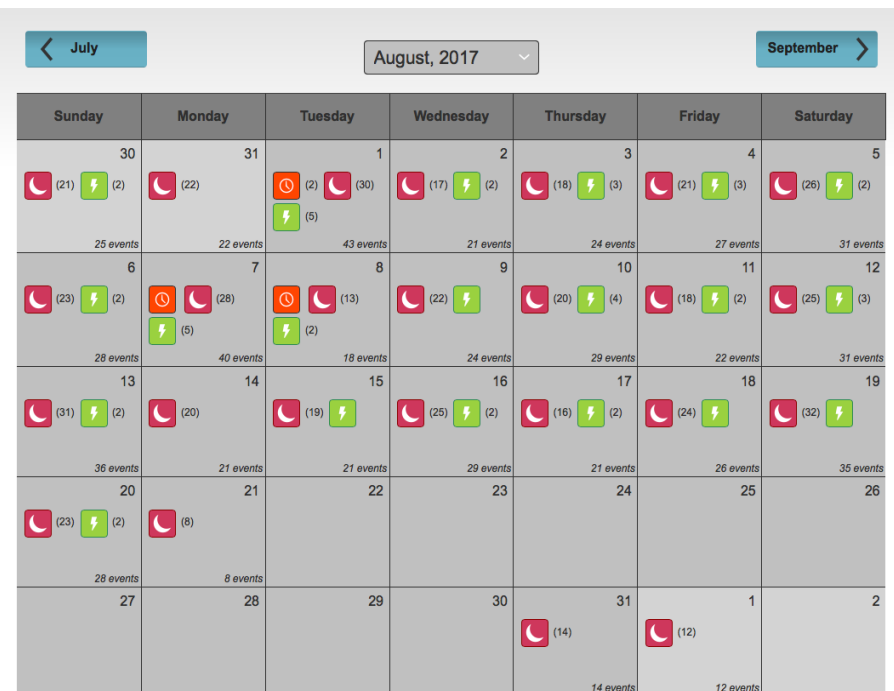 July
August, 2017
September
Sunday Monday Tuesday Wednesday Thursday Friday Saturday
30 31 1 2 3 4 5
(21) (2) (22) (2) (30) (17) (2) (18) (3) (21) (3) (26) (2)
(5)
25 events 22 events 43 events 21 events 24 events 27 events 31 events
6 7 8 9 10 11 12
(23) (2) (28) (13) (22) (20) (4) (18) (2) (25) (3)
(5) (2)
28 events 40 events 18 events 24 events 29 events 22 events 31 events
13 14 15 16 17 18 19
(31) (2) (20) (19) (25) (2) (16) (2) (24) (32)
36 events 21 events 21 events 29 events 21 events 26 events 35 events
20 21 22 23 24 25 26
(23) (2) (8)
28 events 8 events
27 28 29 30 31 1 2
(14) (12)
14 events 12 events